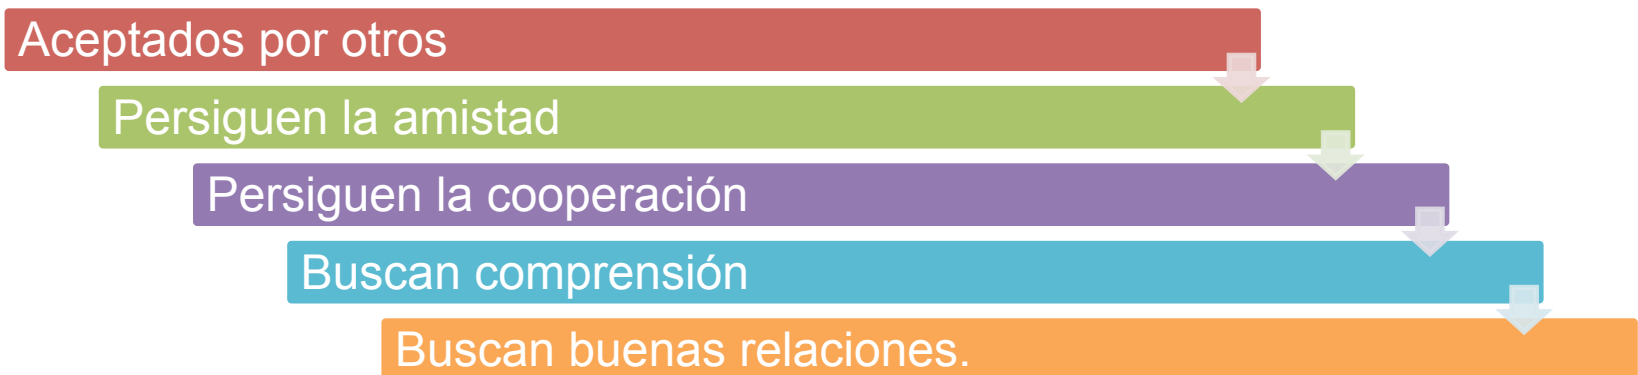 Aceptados por otros
Persiguen la amistad
Persiguen la cooperación
Buscan comprensión
Buscan buenas relaciones.